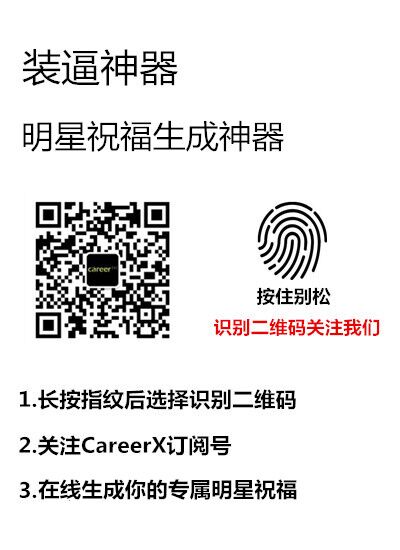 装逼神器
明星祝福生成神器
career
按住别松
识别二维码关注我们
1.长按指纹后选择识别二维码
2.关注CareerX订阅号
3.在线生成你的专属明星祝福